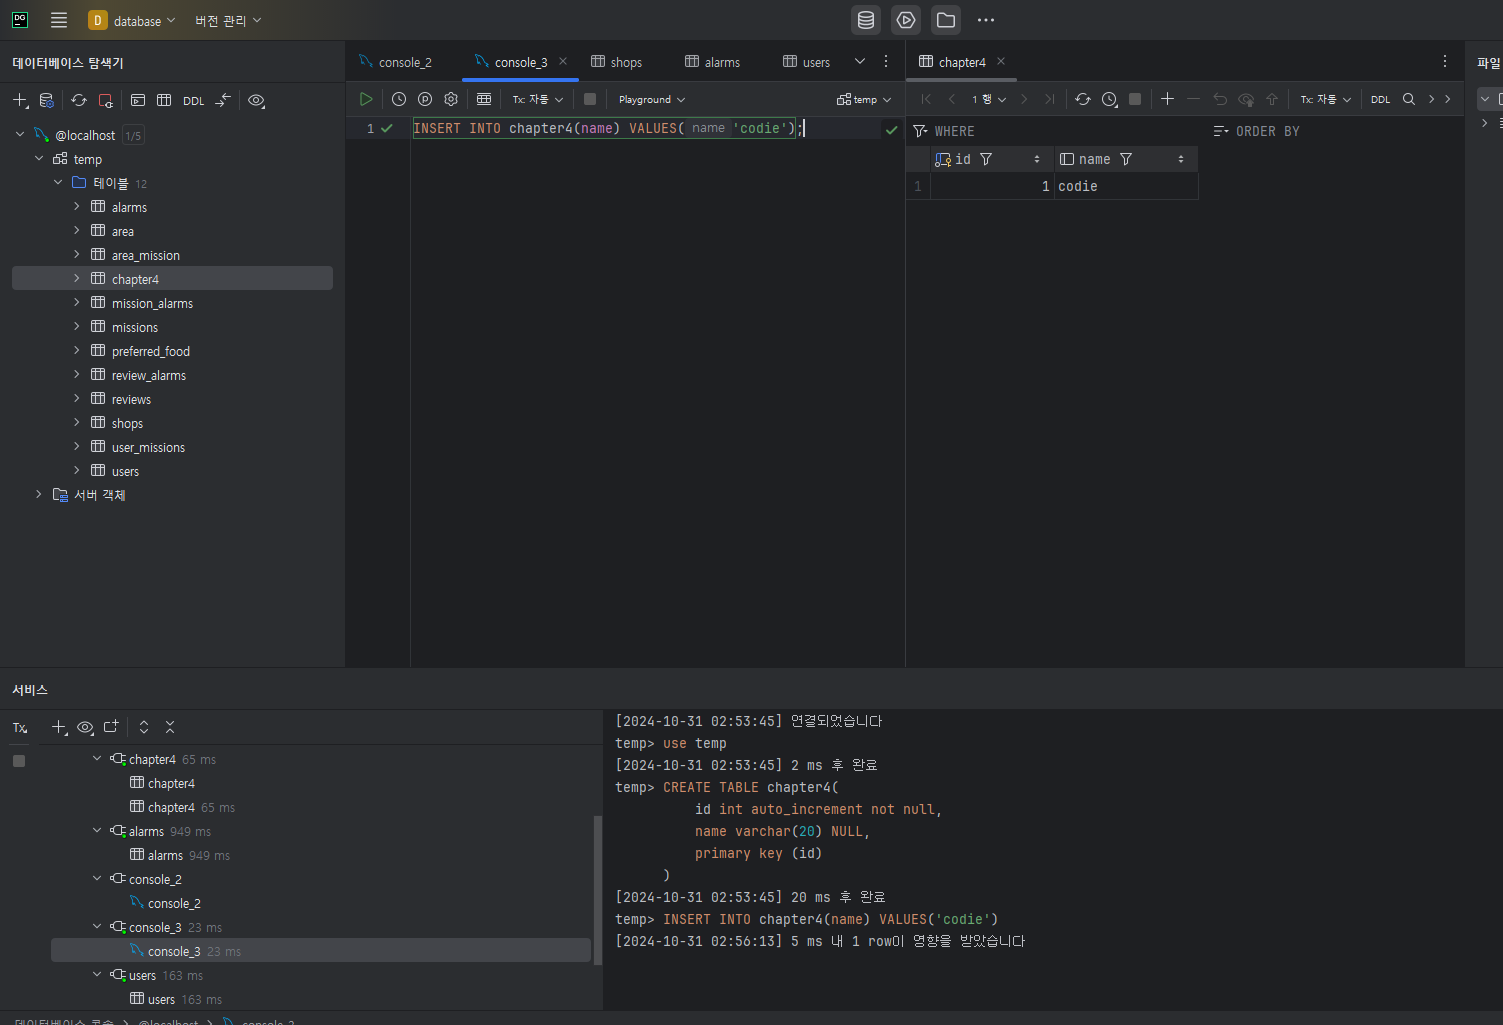 DG
D database
버전 관리
데이터베이스 탐색기
DDL
@localhost 1/5
temp
테이블 12
alarms
area
area_mission
chapter4
mission_alarms
missions
preferred_food
review_alarms
reviews
shops
user_missions
users
서버 객체
console_2
console_3
shops
alarms
users
Tx: 자동
Playground
temp
1 INSERT INTO chapter4(name) VALUES( name 'codie');
chapter4
1 행
Tx: 자동
DDL
WHERE
ORDER BY
id name
1 1 codie
파일
서비스
Tx
chapter4 65 ms
chapter4
chapter4 65 ms
alarms 949 ms
alarms 949 ms
console_2
console_2
console_3 23 ms
console_3 23 ms
users 163 ms
users 163 ms
[2024-10-31 02:53:45] 연결되었습니다
temp> use temp
[2024-10-31 02:53:45] 2 ms 후 완료
temp> CREATE TABLE chapter4(
id int auto_increment not null,
name varchar(20) NULL,
primary key (id)
)
[2024-10-31 02:53:45] 20 ms 후 완료
temp> INSERT INTO chapter4(name) VALUES('codie')
[2024-10-31 02:56:13] 5 ms 내 1 row이 영향을 받았습니다
데이터베이스 콘솔 > @localhost > console_3